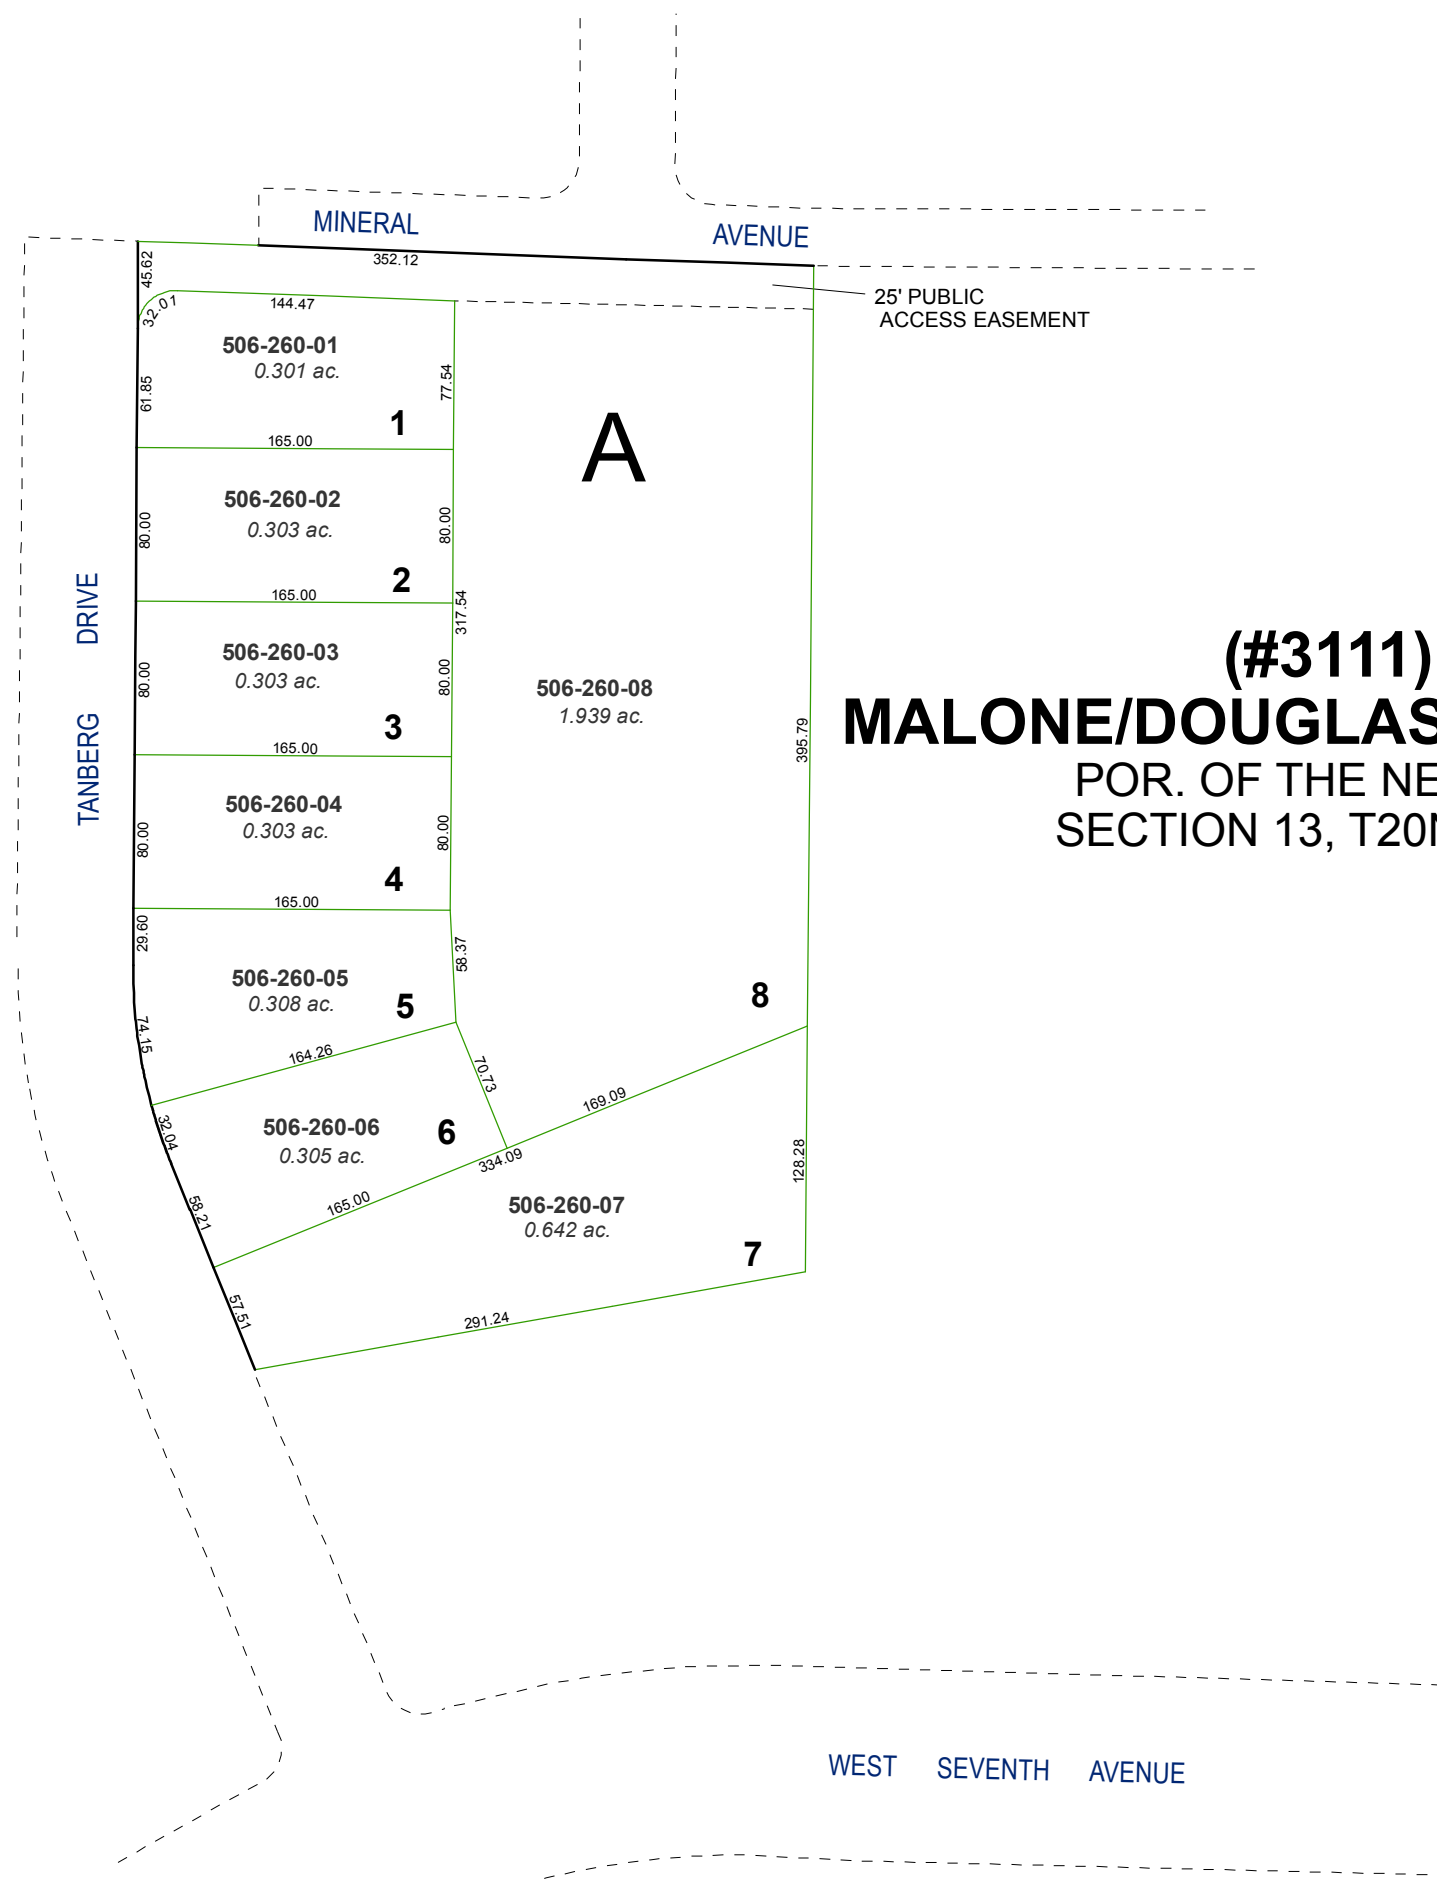 MINERAL AVENUE
352.12
45.62
32.01
144.47
25' PUBLIC
ACCESS EASEMENT
506-260-01
0.301 ac.
61.85
77.54
1
165.00
A
506-260-02
0.303 ac.
80.00
80.00
2
165.00
317.54
TANBERG DRIVE
506-260-03
0.303 ac.
80.00
80.00
3
165.00
506-260-08
1.939 ac.
395.79
8
(#3111)
MALONE/DOUGLAS
POR. OF THE NE
SECTION 13, T20N
506-260-04
0.303 ac.
80.00
80.00
4
165.00
29.60
58.37
506-260-05
0.308 ac.
5
74.15
164.26
70.73
169.09
32.04
506-260-06
0.305 ac.
6
334.09
128.28
58.21
165.00
506-260-07
0.642 ac.
7
57.51
291.24
WEST SEVENTH AVENUE